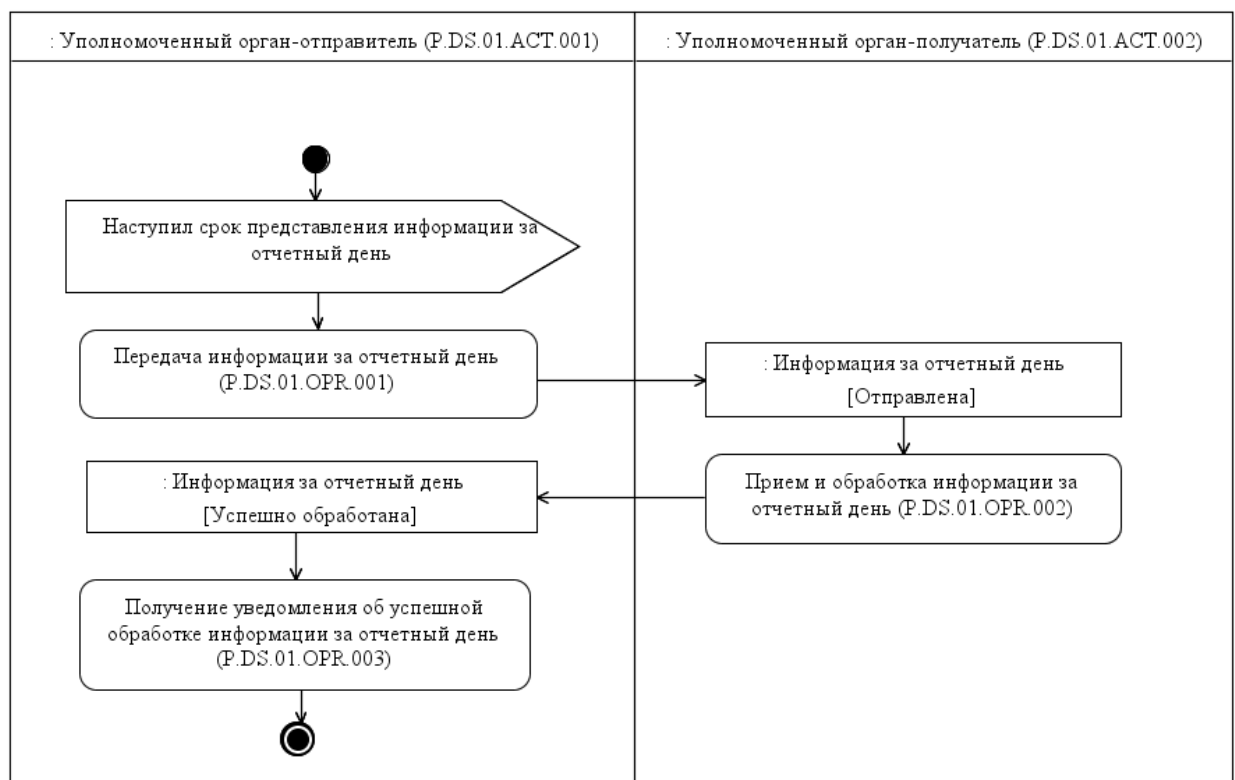 : Уполномоченный орган-отправитель (P.DS.01.ACT.001)
: Уполномоченный орган-получатель (P.DS.01.ACT.002)
Наступил срок представления информации за
отчетный день
Передача информации за отчетный день
(P.DS.01.OPR.001)
: Информация за отчетный день
[Отправлена]
Прием и обработка информации за
отчетный день (P.DS.01.OPR.002)
: Информация за отчетный день
[Успешно обработана]
Получение уведомления об успешной
обработке информации за отчетный день
(P.DS.01.OPR.003)